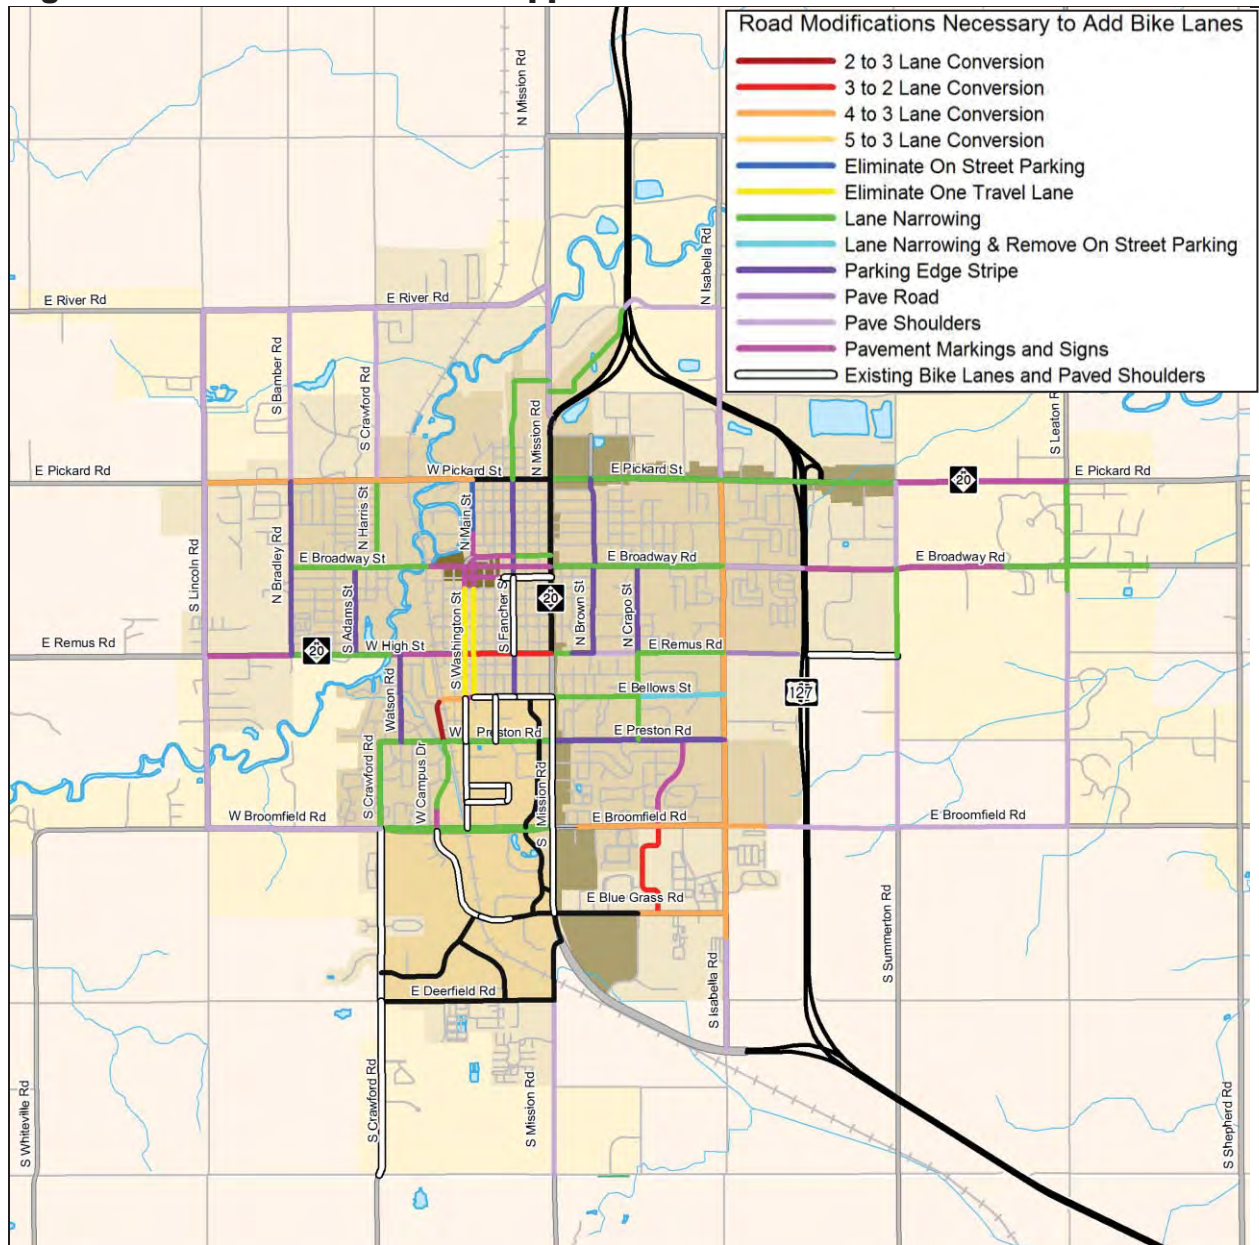 Road Modifications Necessary to Add Bike Lanes
2 to 3 Lane Conversion
3 to 2 Lane Conversion
4 to 3 Lane Conversion
5 to 3 Lane Conversion
Eliminate On Street Parking
Eliminate One Travel Lane
Lane Narrowing
Lane Narrowing & Remove On Street Parking
Parking Edge Stripe
Pave Road
Pave Shoulders
Pavement Markings and Signs
Existing Bike Lanes and Paved Shoulders
N Mission Rd
N Isabella Rd
E River Rd
E River Rd
S Bamber Rd
S Crawford Rd
N Mission Rd
S Leaton Rd
E Pickard Rd
W Pickard St
E Pickard St
E Pickard Rd
20
N Harris St
N Main St
S Lincoln Rd
N Bradley Rd
E Broadway St
E Broadway Rd
E Broadway Rd
S Adams St
S Washington St
S Fancher St
20
N Brown St
N Crapo St
E Remus Rd
20
W High St
E Remus Rd
Watson Rd
E Bellows St
127
W Preston Rd
E Preston Rd
S Crawford Rd
W Campus Dr
S Mission Rd
W Broomfield Rd
E Broomfield Rd
E Broomfield Rd
E Blue Grass Rd
S Summerton Rd
E Deerfield Rd
S Isabella Rd
S Whiteville Rd
S Crawford Rd
S Mission Rd
S Shepherd Rd